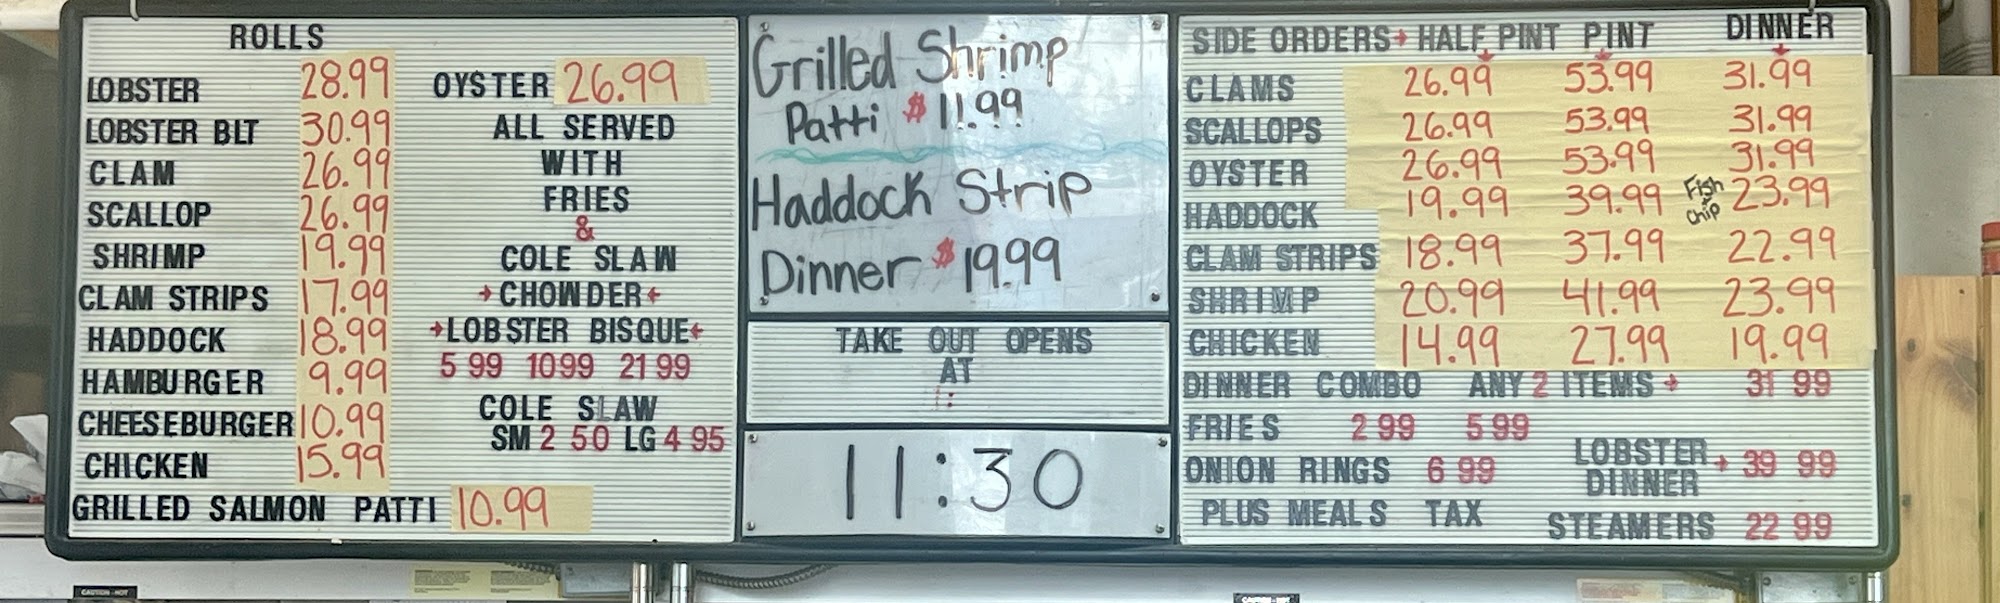 ROLLS
LOBSTER 28.99
LOBSTER BLT 30.99
CLAM 26.99
SCALLOP 26.99
SHRIMP 19.99
CLAM STRIPS 17.99
HADDOCK 18.99
HAMBURGER 9.99
CHEESEBURGER 10.99
CHICKEN 15.99
GRILLED SALMON PATTI 10.99
OYSTER 26.99
ALL SERVED
WITH
FRIES
&
COLE SLAW
→CHOWDER←
→LOBSTER BISQUE←
5 99 10 99 21 99
COLE SLAW
SM 2 50 LG 4 95
Grilled Shrimp
Patti $11.99
Haddock Strip
Dinner $19.99
TAKE OUT OPENS
AT
1:
11:30
SIDE ORDERS→ HALF PINT PINT DINNER
CLAMS 26.99 53.99 31.99
SCALLOPS 26.99 53.99 31.99
OYSTER 26.99 53.99 31.99
HADDOCK 19.99 39.99 Fish + Chip 23.99
CLAM STRIPS 18.99 37.99 22.99
SHRIMP 20.99 41.99 23.99
CHICKEN 14.99 27.99 19.99
DINNER COMBO ANY 2 ITEMS→ 31 99
FRIES 2 99 5 99
ONION RINGS 6 99
LOBSTER DINNER→ 39 99
PLUS MEALS TAX
STEAMERS 22 99
CAUTION-HOT
CAUTION-HOT